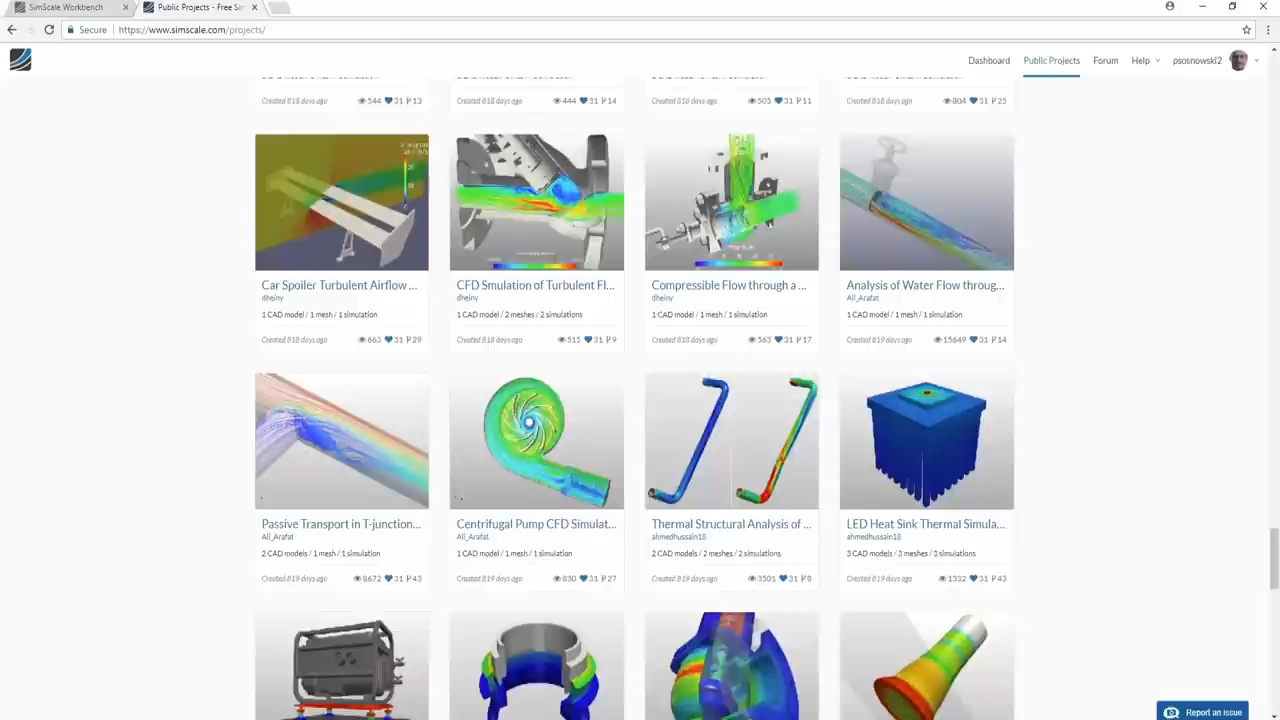 SimScale Workbench
Public Projects - Free Sim
Secure
https://www.simscale.com/projects/
Dashboard
Public Projects
Forum
Help
psosnowski2
Created 818 days ago 544 31 13
Created 818 days ago 444 31 14
Created 818 days ago 505 31 11
Created 818 days ago 804 31 25
Car Spoiler Turbulent Airflow ...
dheiny
1 CAD model / 1 mesh / 1 simulation
Created 818 days ago 663 31 29
CFD Smulation of Turbulent Fl...
dheiny
1 CAD model / 2 meshes / 2 simulations
Created 818 days ago 515 31 9
Compressible Flow through a ...
dheiny
1 CAD model / 1 mesh / 1 simulation
Created 818 days ago 563 31 17
Analysis of Water Flow throug...
Ali_Arafat
1 CAD model / 1 mesh / 1 simulation
Created 819 days ago 15649 31 14
Passive Transport in T-junction...
Ali_Arafat
2 CAD models / 1 mesh / 1 simulation
Created 819 days ago 8672 31 43
Centrifugal Pump CFD Simulat...
Ali_Arafat
1 CAD model / 1 mesh / 1 simulation
Created 819 days ago 830 31 27
Thermal Structural Analysis of ...
ahmedhussain18
2 CAD models / 2 meshes / 2 simulations
Created 819 days ago 3501 31 8
LED Heat Sink Thermal Simula...
ahmedhussain18
3 CAD models / 3 meshes / 3 simulations
Created 819 days ago 1332 31 43
Report an issue